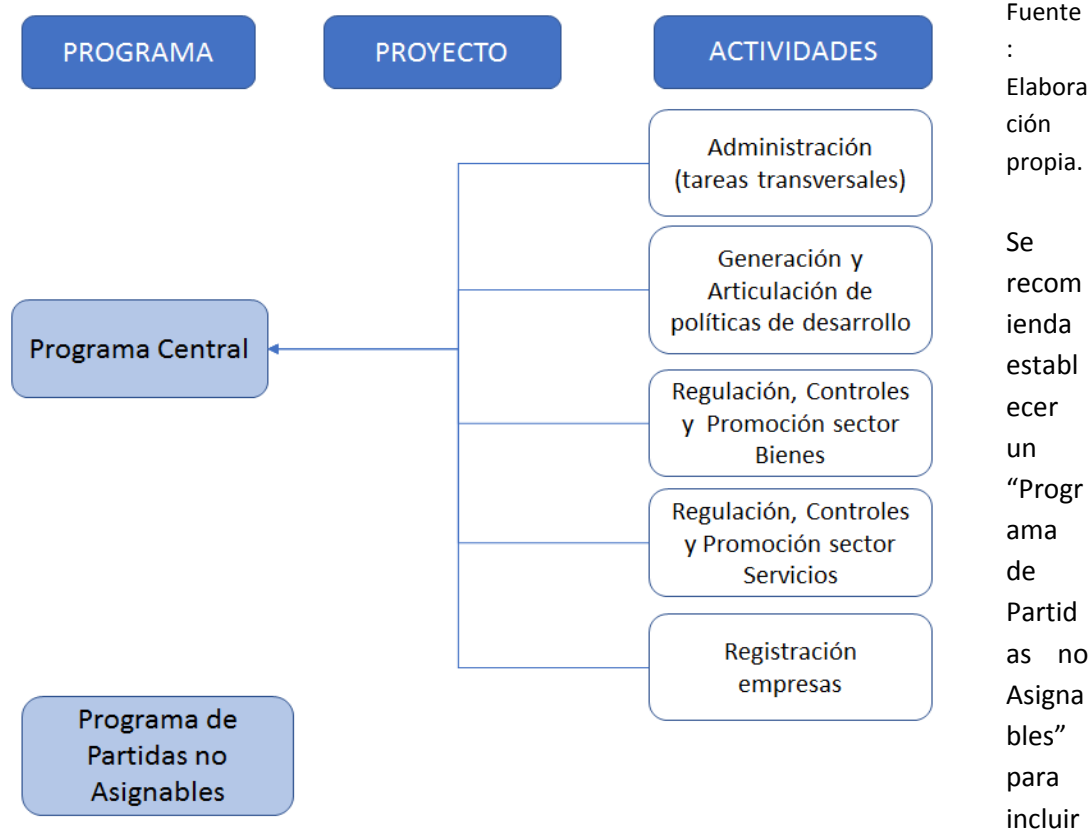 PROGRAMA
PROYECTO
ACTIVIDADES
Administración
(tareas transversales)
Generación y
Articulación de
políticas de desarrollo
Programa Central
Regulación, Controles
y Promoción sector
Bienes
Regulación, Controles
y Promoción sector
Servicios
Registración
empresas
Programa de
Partidas no
Asignables
Fuente
:
Elabora
ción
propia.
Se
recom
ienda
establ
ecer
un
“Progr
ama
de
Partid
as no
Asigna
bles”
para
incluir